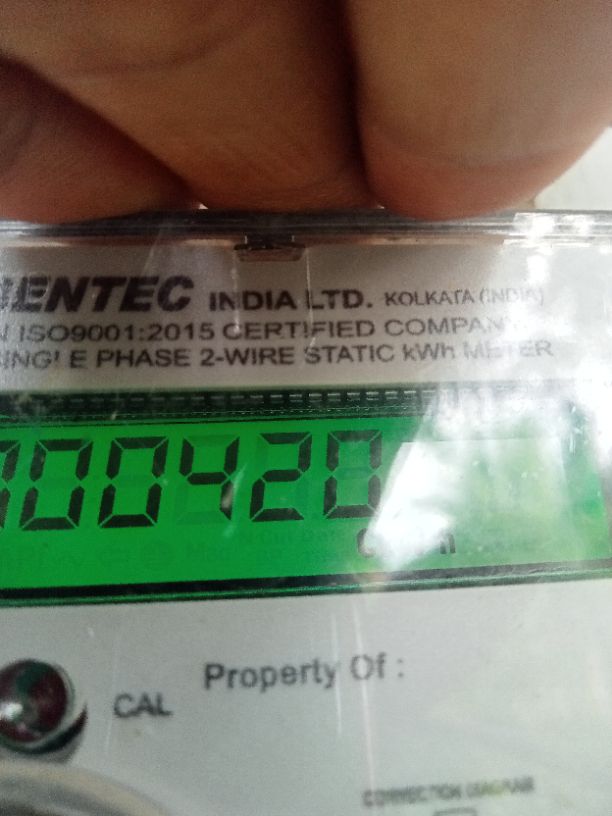 ENTEC INDIA LTD. KOLKATA (INDIA)
ISO9001:2015 CERTIFIED COMPAN
INGLE PHASE 2-WIRE STATIC kWh METER
00420
Property Of :
CAL
CONNECTION DIAGRAM